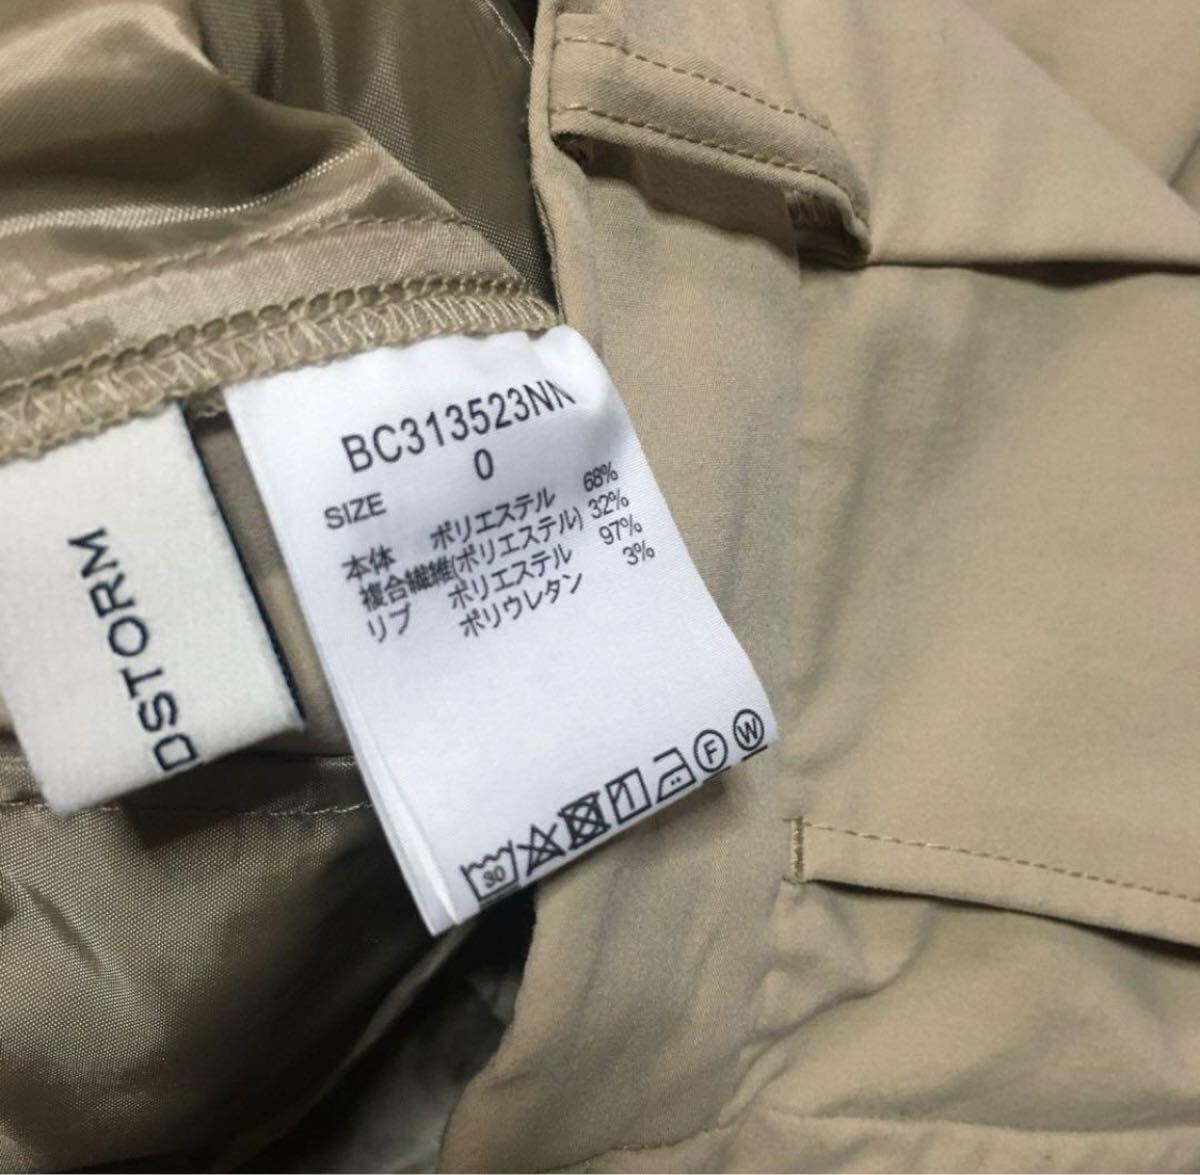 BC313523NN
SIZE 0
本体 ポリエステル 68%
複合繊維(ポリエステル) 32%
リブ ポリエステル 97%
ポリウレタン 3%
30 F W
DSTORM